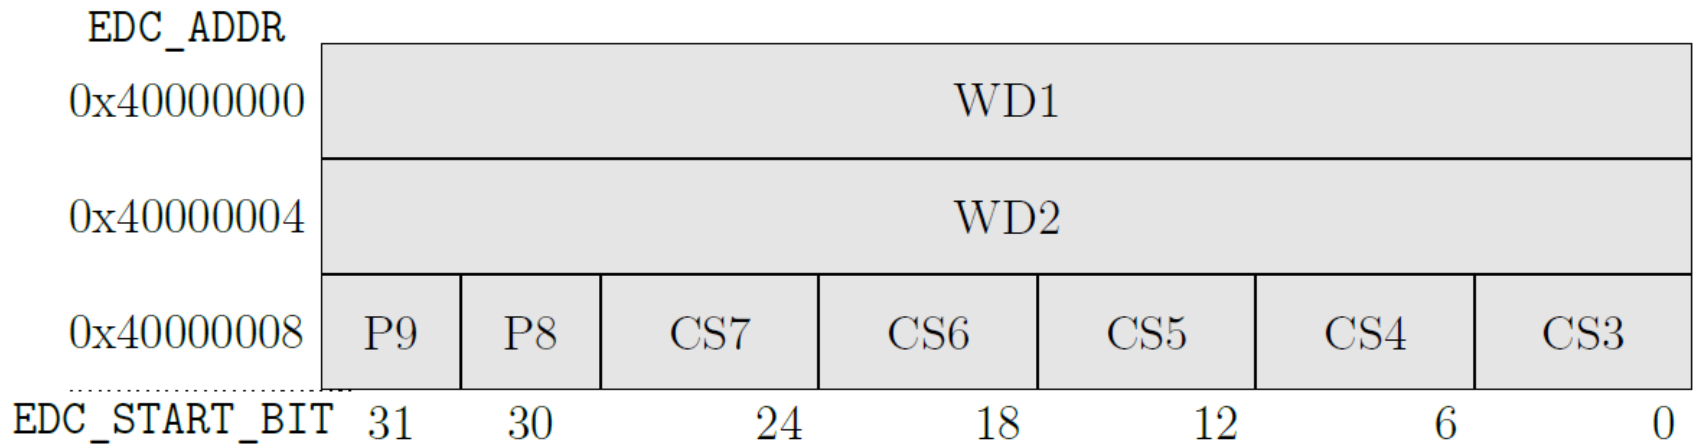 EDC_ADDR
0x40000000 WD1
0x40000004 WD2
0x40000008 P9 P8 CS7 CS6 CS5 CS4 CS3
EDC_START_BIT 31 30 24 18 12 6 0